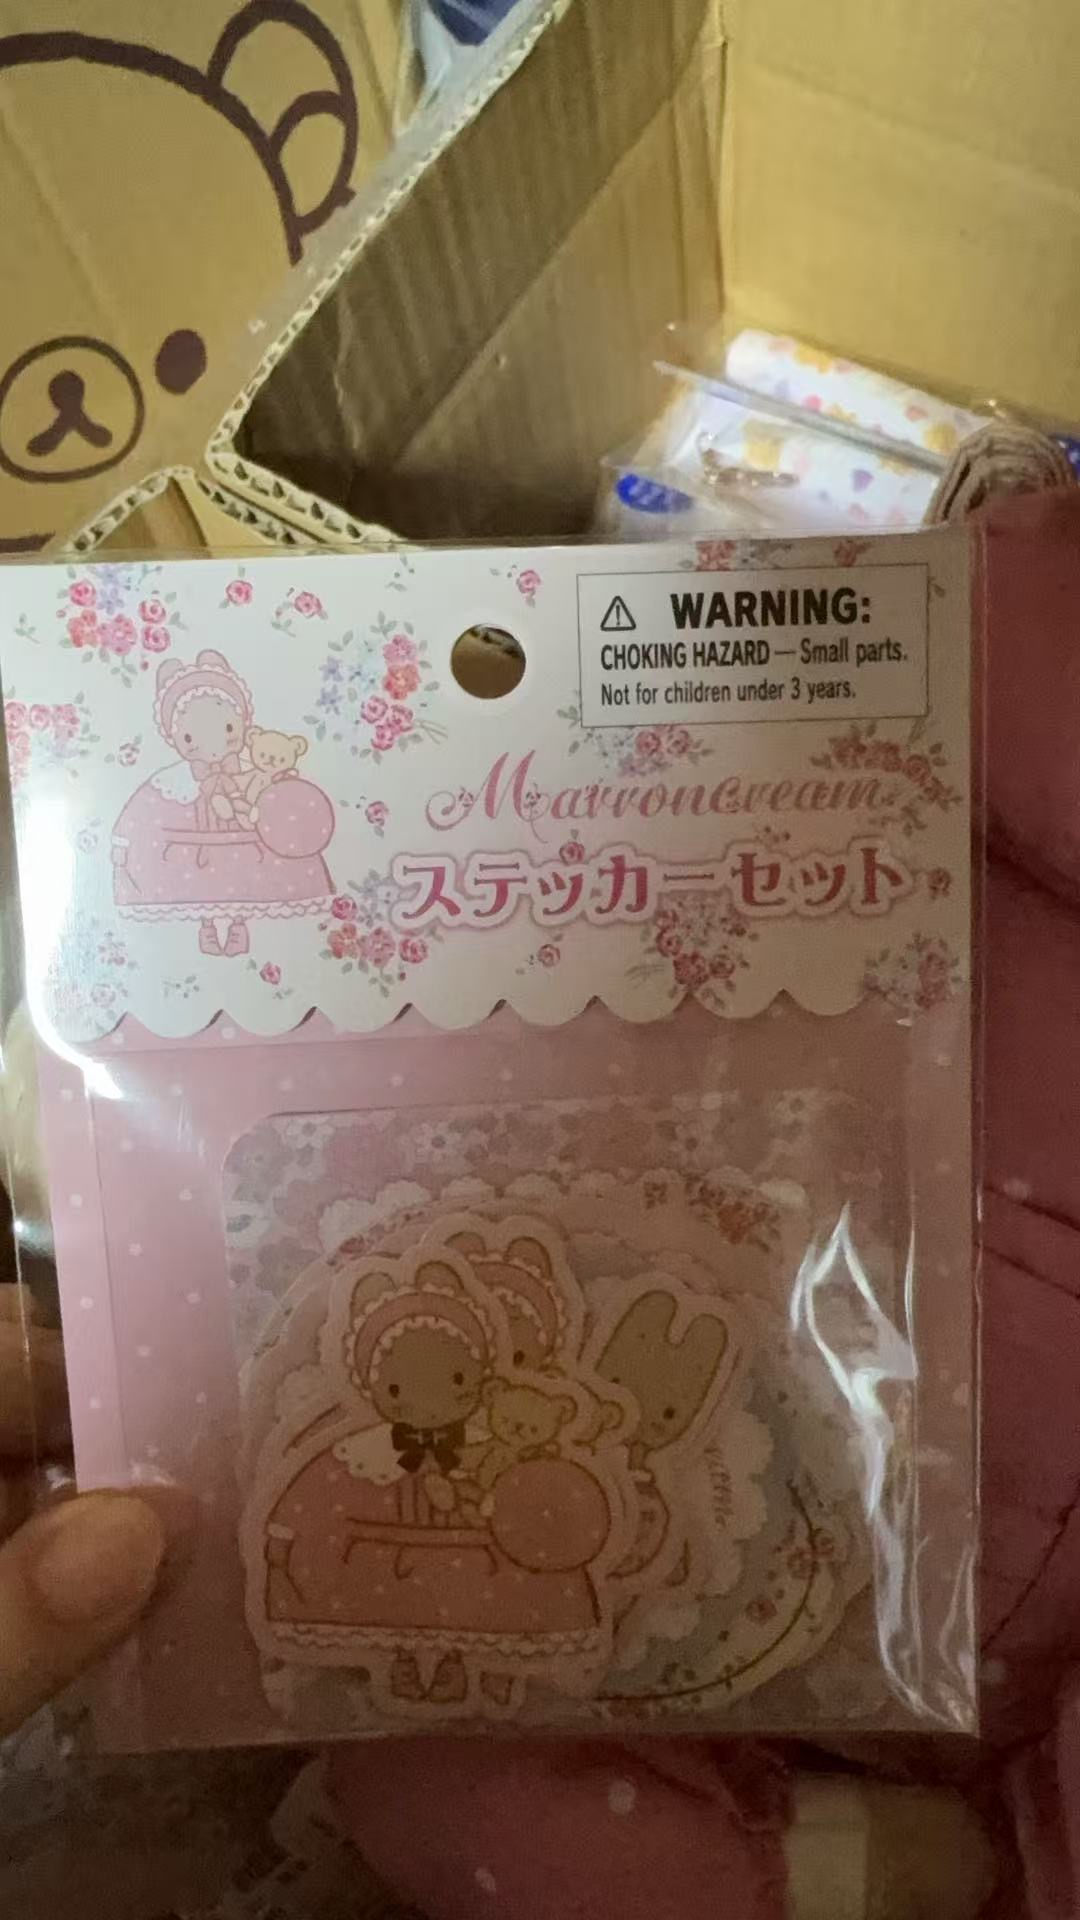 WARNING:
CHOKING HAZARD — Small parts.
Not for children under 3 years.
Marroncream
ステッカーセット